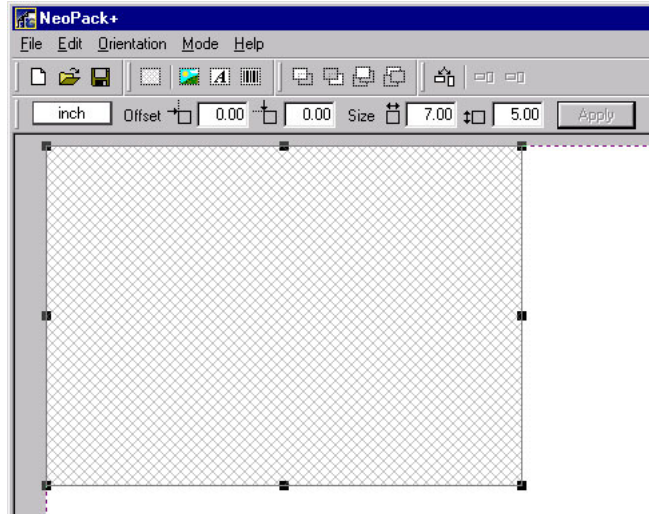 NeoPack+
File Edit Orientation Mode Help
A
inch Offset 0.00 0.00 Size 7.00 5.00 Apply